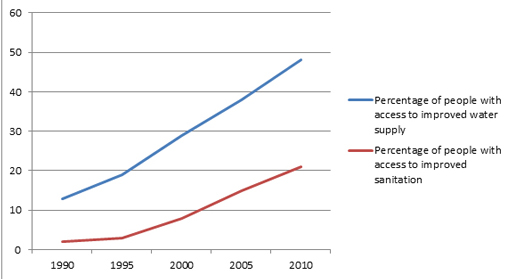 60
50
40
30
20
10
0
1990 1995 2000 2005 2010
Percentage of people with
access to improved water
supply
Percentage of people with
access to improved
sanitation